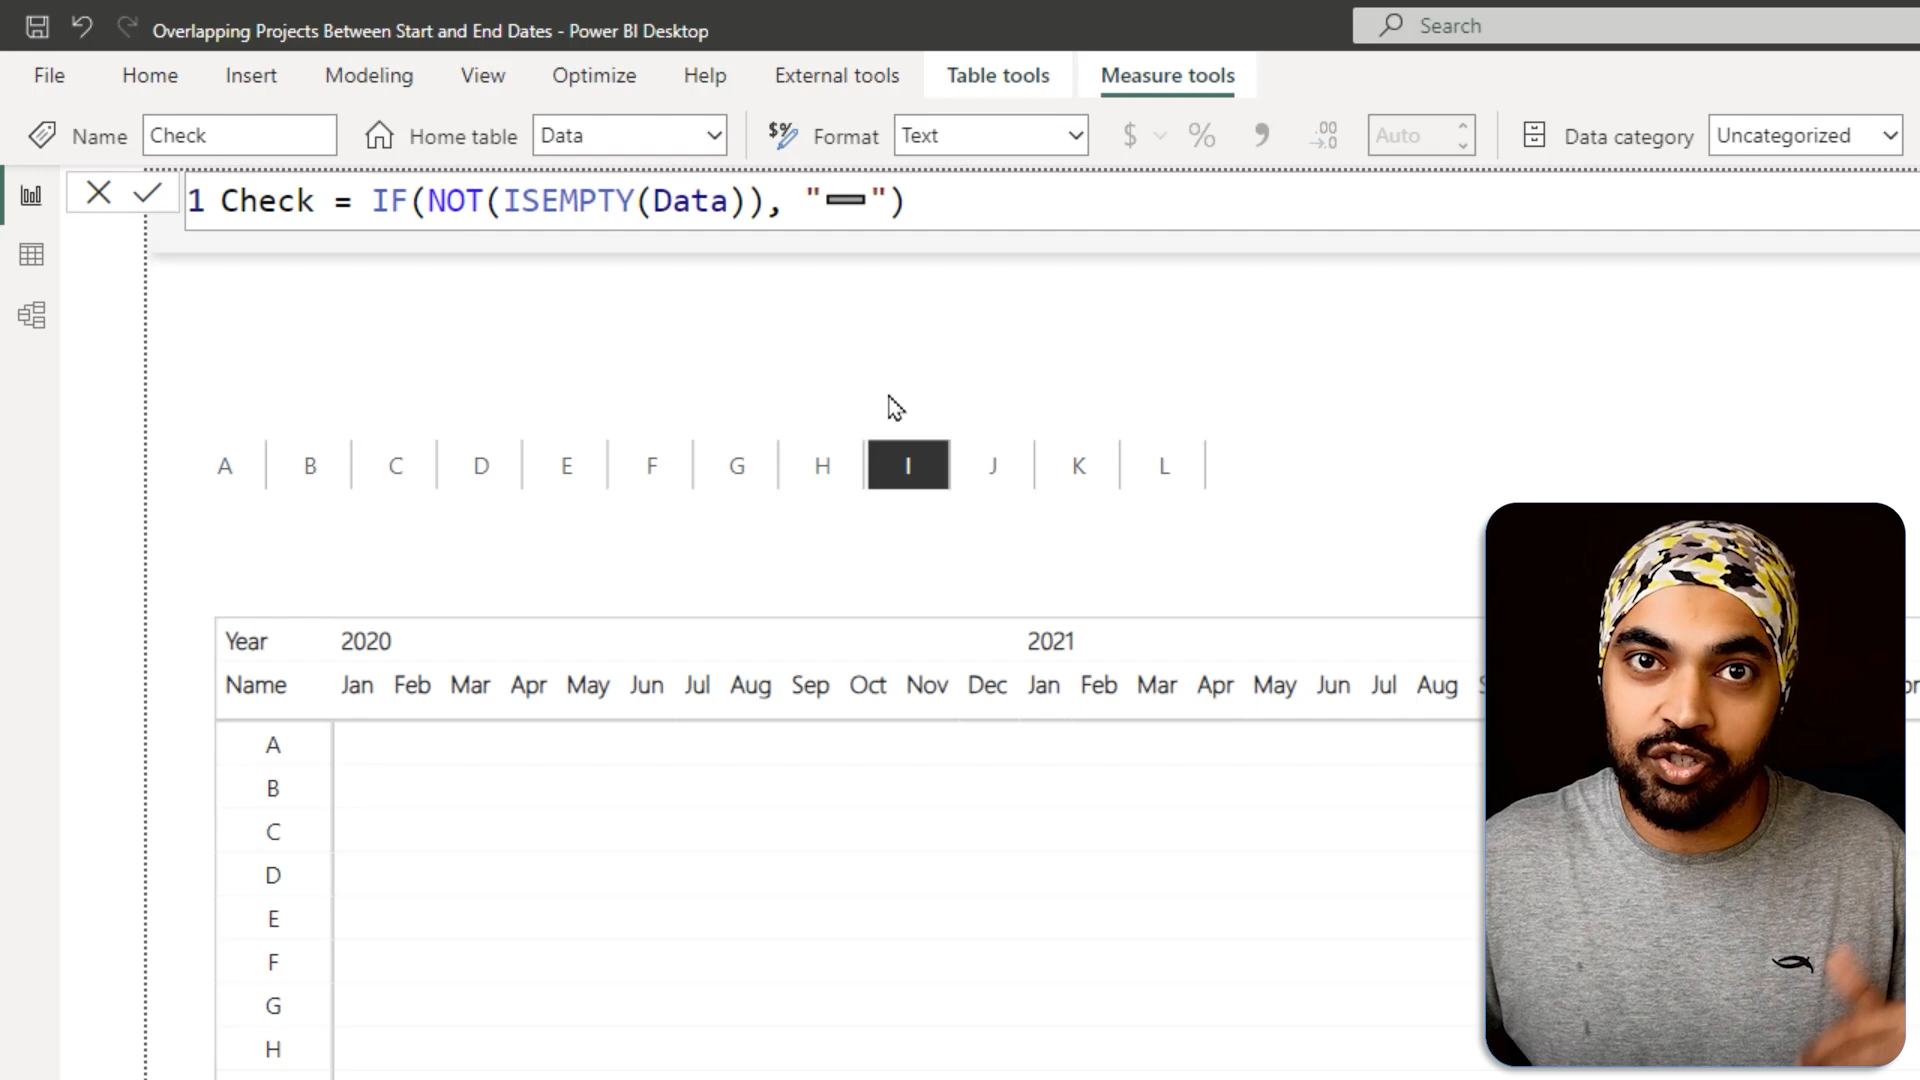 Overlapping Projects Between Start and End Dates - Power BI Desktop
Search
File Home Insert Modeling View Optimize Help External tools Table tools Measure tools
Name Check Home table Data $% Format Text $ % .00 Auto Data category Uncategorized
1 Check = IF(NOT(ISEMPTY(Data)), "➖")
A B C D E F G H I J K L
Year 2020 2021
Name Jan Feb Mar Apr May Jun Jul Aug Sep Oct Nov Dec Jan Feb Mar Apr May Jun Jul Aug
A
B
C
D
E
F
G
H